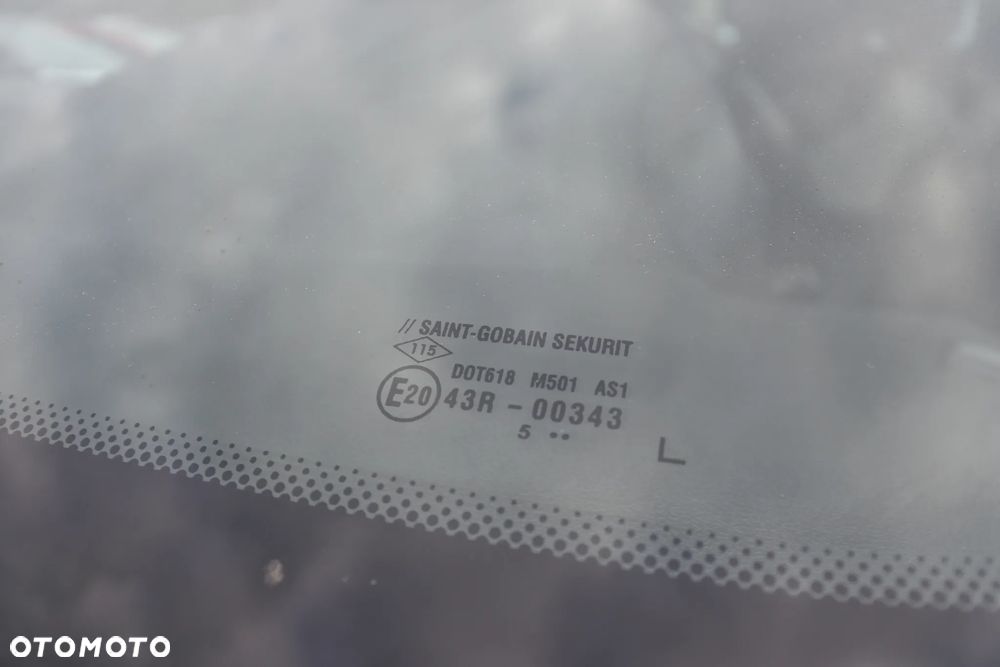 // SAINT-GOBAIN SEKURIT
115
DOT618 M501 AS1
E20 43R - 00343
5 ••
L
OTOMOTO